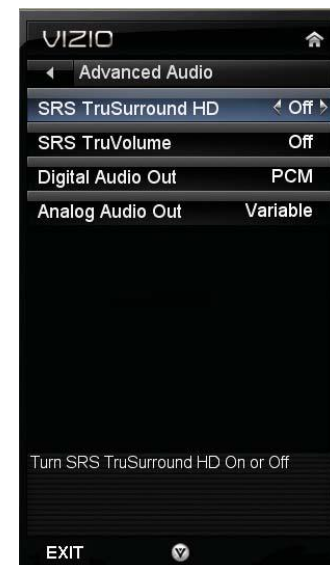 VIZIO
Advanced Audio
SRS TruSurround HD Off
SRS TruVolume Off
Digital Audio Out PCM
Analog Audio Out Variable
Turn SRS TruSurround HD On or Off
EXIT V